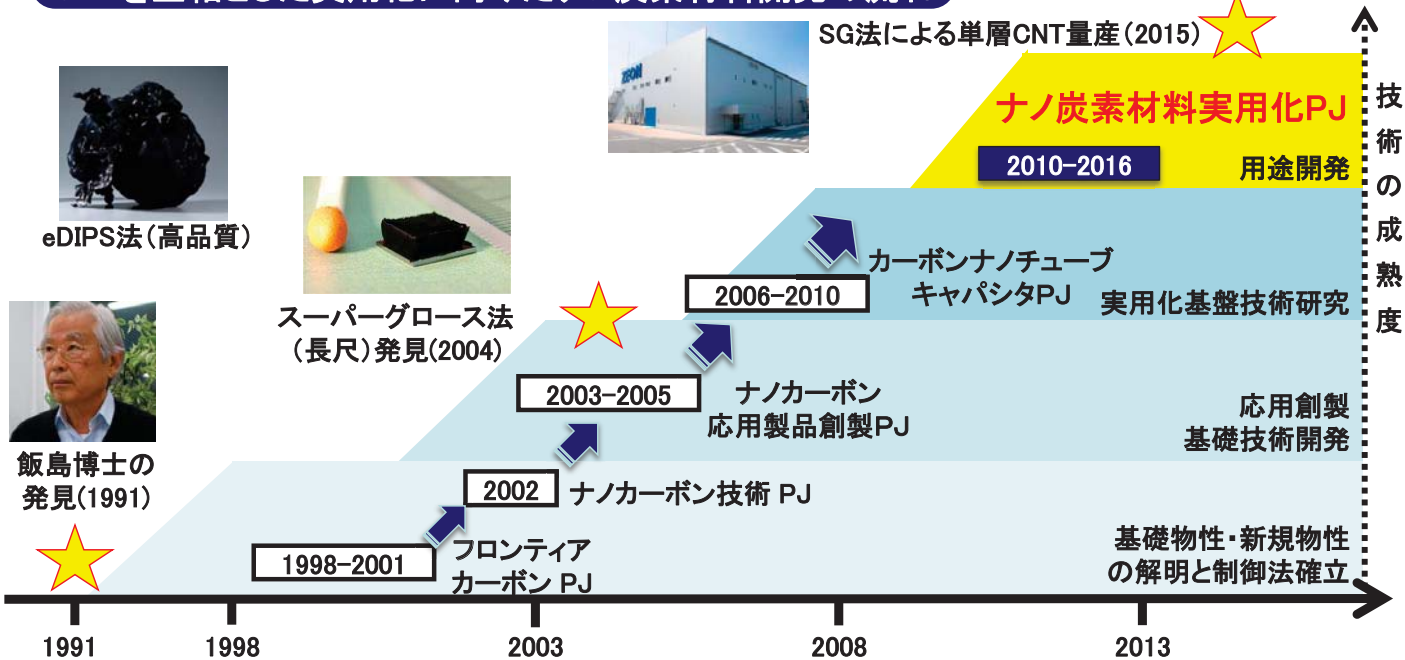 SG法による単層CNT量産(2015)
ZEON
ナノ炭素材料実用化PJ
2010-2016
用途開発
eDIPS法(高品質)
スーパーグロース法
(長尺)発見(2004)
2006-2010
カーボンナノチューブ
キャパシタPJ
実用化基盤技術研究
飯島博士の
発見(1991)
2003-2005
ナノカーボン
応用製品創製PJ
応用創製
基礎技術開発
2002
ナノカーボン技術 PJ
1998-2001
フロンティア
カーボン PJ
基礎物性・新規物性
の解明と制御法確立
技術の成熟度
1991
1998
2003
2008
2013